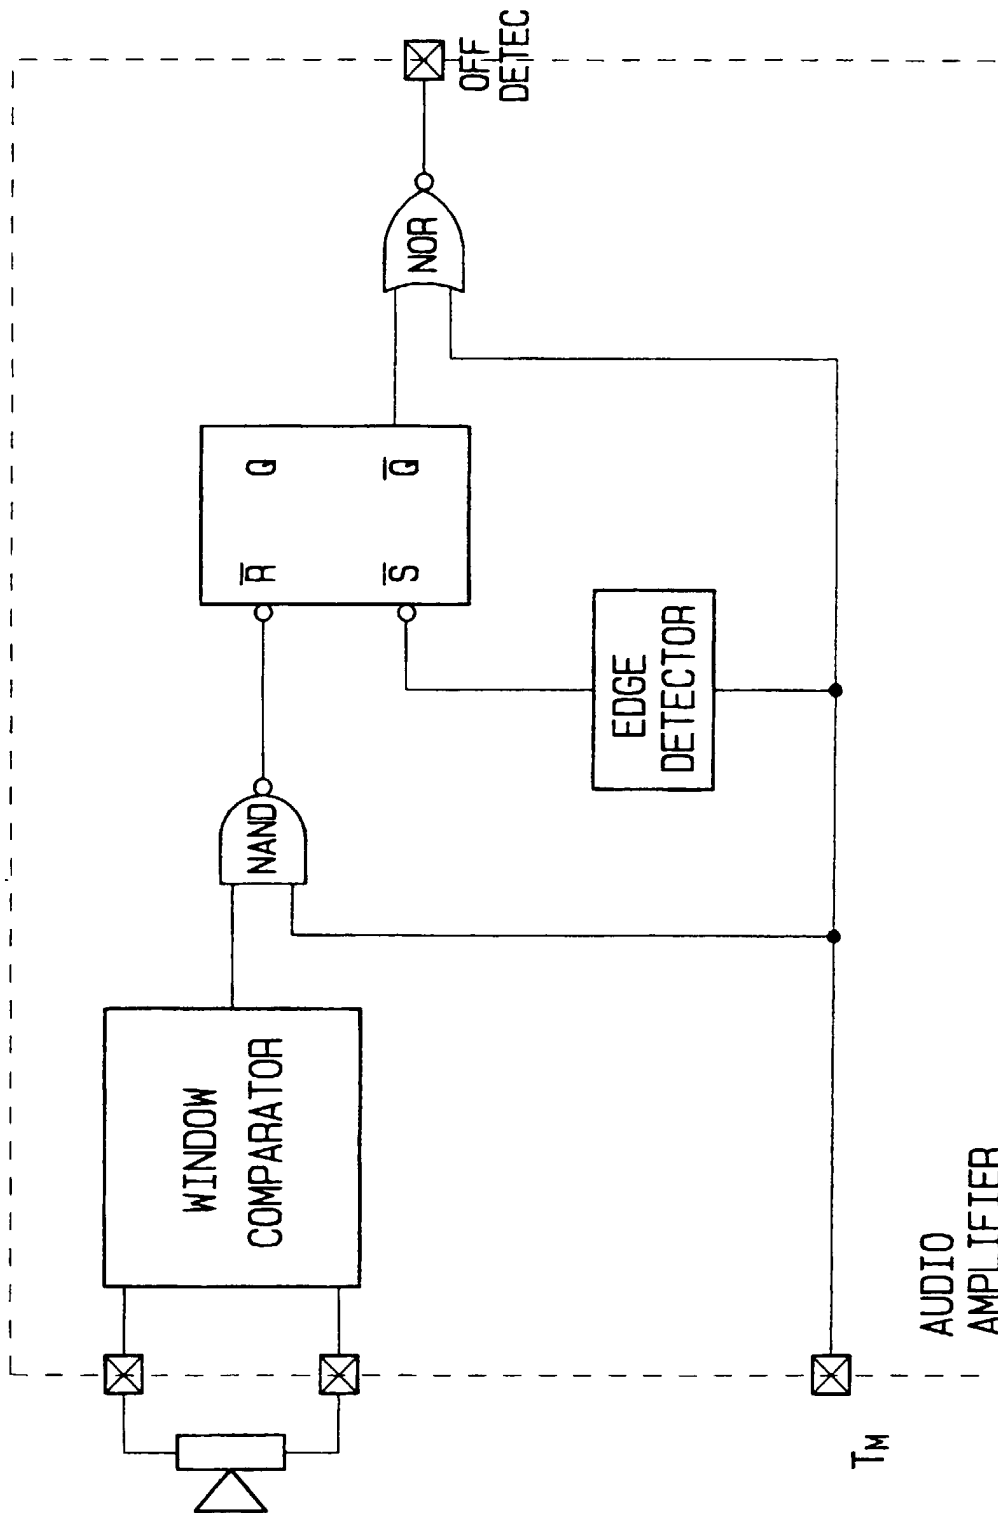 WINDOW
COMPARATOR
NAND
R̅
Q
S̅
Q̅
NOR
OFF
DETEC
EDGE
DETECTOR
TM
AUDIO
AMPLIFIER